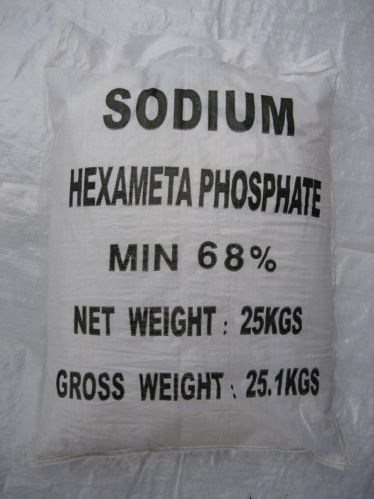 SODIUM
HEXAMETA PHOSPHATE
MIN 68%
NET WEIGHT : 25KGS
GROSS WEIGHT : 25.1KGS